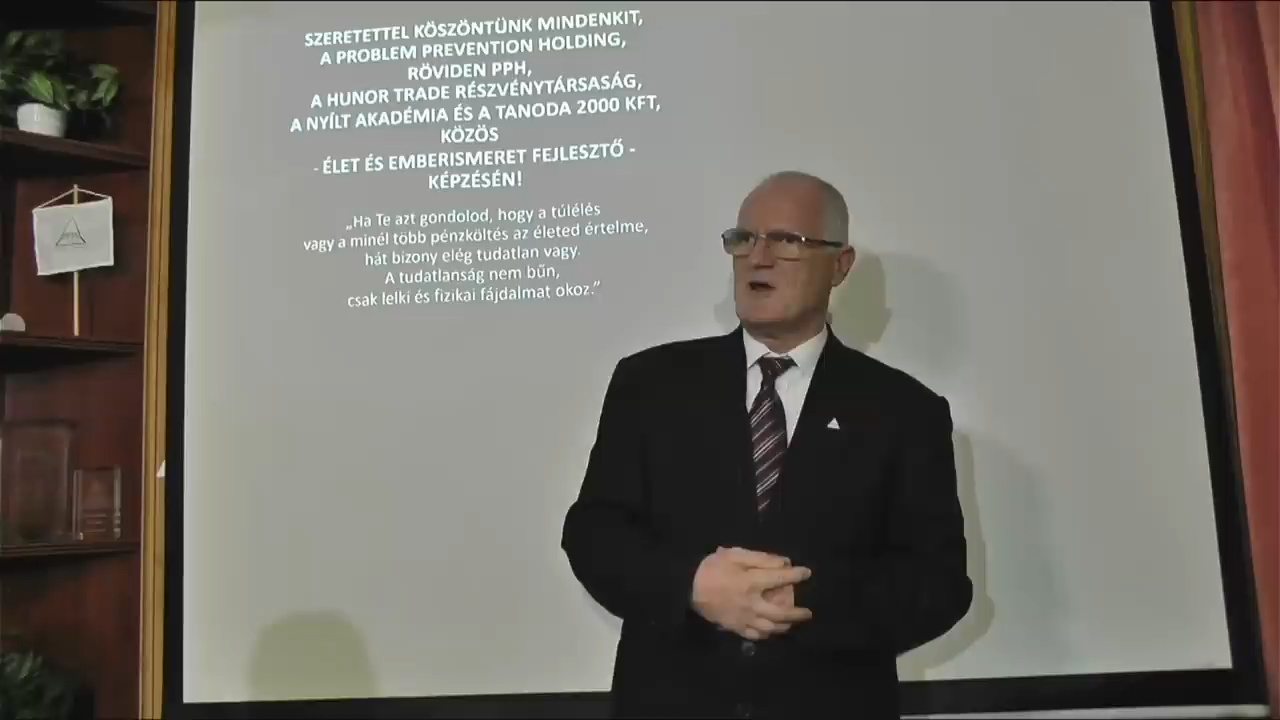 SZERETETTEL KÖSZÖNTÜNK MINDENKIT,
A PROBLEM PREVENTION HOLDING,
RÖVIDEN PPH,
A HUNOR TRADE RÉSZVÉNYTÁRSASÁG,
A NYÍLT AKADÉMIA ÉS A TANODA 2000 KFT,
KÖZÖS
- ÉLET ÉS EMBERISMERET FEJLESZTŐ -
KÉPZÉSÉN!
„Ha Te azt gondolod, hogy a túlélés
vagy a minél több pénzköltés az életed értelme,
hát bizony elég tudatlan vagy.
A tudatlanság nem bűn,
csak lelki és fizikai fájdalmat okoz.”